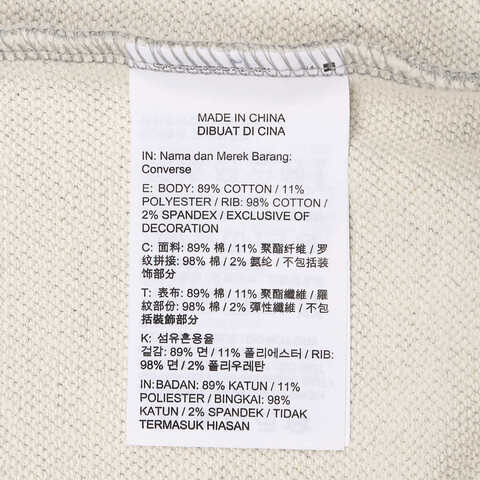 MADE IN CHINA
DIBUAT DI CINA
IN: Nama dan Merek Barang:
Converse
E: BODY: 89% COTTON / 11%
POLYESTER / RIB: 98% COTTON /
2% SPANDEX / EXCLUSIVE OF
DECORATION
C: 面料: 89% 棉 / 11% 聚酯纤维 / 罗
纹拼接: 98% 棉 / 2% 氨纶 / 不包括装
饰部分
T: 表布: 89% 棉 / 11% 聚酯纖維 / 羅
紋部份: 98% 棉 / 2% 彈性纖維 / 不包
括裝飾部分
K: 섬유혼용율
겉감: 89% 면 / 11% 폴리에스터 / RIB:
98% 면 / 2% 폴리우레탄
IN: BADAN: 89% KATUN / 11%
POLIESTER / BINGKAI: 98%
KATUN / 2% SPANDEK / TIDAK
TERMASUK HIASAN